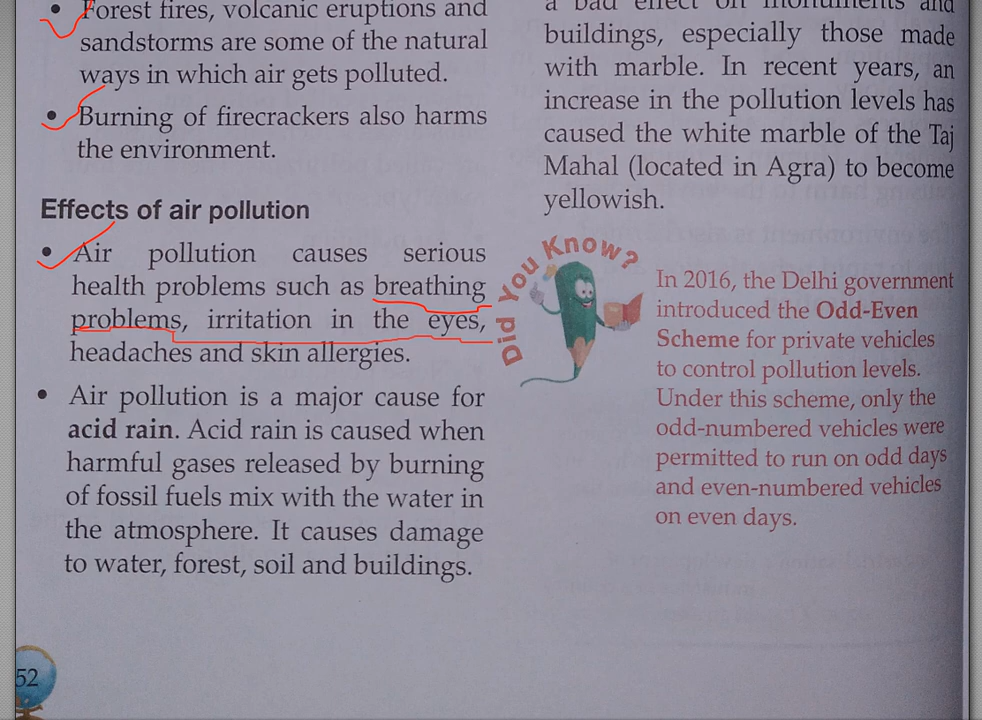 Forest fires, volcanic eruptions and
sandstorms are some of the natural
ways in which air gets polluted.
Burning of firecrackers also harms
the environment.
Effects of air pollution
Air pollution causes serious
health problems such as breathing
problems, irritation in the eyes,
headaches and skin allergies.
Air pollution is a major cause for
acid rain. Acid rain is caused when
harmful gases released by burning
of fossil fuels mix with the water in
the atmosphere. It causes damage
to water, forest, soil and buildings.
52
a bad effect on monuments and
buildings, especially those made
with marble. In recent years, an
increase in the pollution levels has
caused the white marble of the Taj
Mahal (located in Agra) to become
yellowish.
Did You Know?
In 2016, the Delhi government
introduced the Odd-Even
Scheme for private vehicles
to control pollution levels.
Under this scheme, only the
odd-numbered vehicles were
permitted to run on odd days
and even-numbered vehicles
on even days.